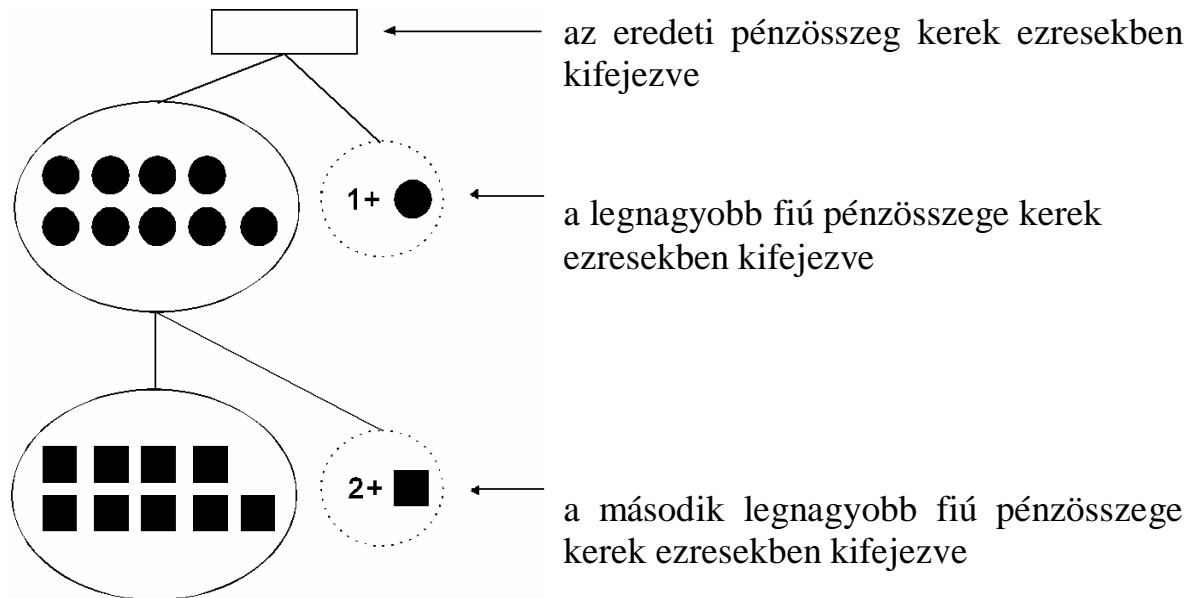 az eredeti pénzösszeg kerek ezresekben
kifejezve
1+
a legnagyobb fiú pénzösszege kerek
ezresekben kifejezve
2+
a második legnagyobb fiú pénzösszege
kerek ezresekben kifejezve